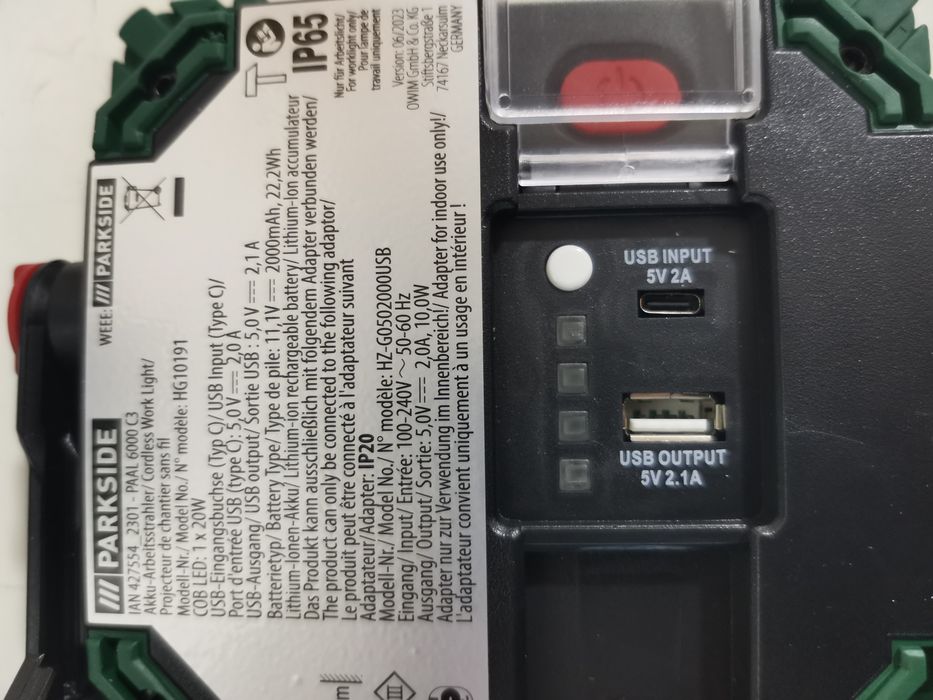 /// PARKSIDE
IAN 427554 2301 - PAAL 6000 C3
Akku-Arbeitsstrahler/ Cordless Work Light/
Projecteur de chantier sans fil
Modell-Nr./ Model No./ N° modèle: HG10191
COB LED: 1 x 20W
USB-Eingangsbuchse (Typ C)/ USB Input (Type C)/
Port d'entrée USB (type C): 5,0V ⎓ 2,0 A
USB-Ausgang/ USB output/ Sortie USB : 5,0V ⎓ 2,1 A
Batterietyp/ Battery Type/ Type de pile: 11,1V ⎓ 2000mAh, 22,2Wh
Lithium-Ionen-Akku/ Lithium-Ion rechargeable battery/ Lithium-Ion accumulateur
Das Produkt kann ausschließlich mit folgendem Adapter verbunden werden/
The product can only be connected to the following adaptor/
Le produit peut être connecté à l'adaptateur suivant
Adaptateur/ Adapter: IP20
Modell-Nr./ Model No./ N° modèle: HZ-G0502000USB
Eingang/ Input/ Entrée: 100-240V ~ 50-60 Hz
Ausgang/ Output/ Sortie: 5,0V ⎓ 2,0A, 10,0W
Adapter nur zur Verwendung im Innenbereich!/ Adapter for indoor use only!/
L'adaptateur convient uniquement à un usage en intérieur !
WEEE: /// PARKSIDE
IP65
Nur für Arbeitslicht/
For worklight only/
Pour lampe de
travail uniquement
Version: 06/2023
OWIM GmbH & Co. KG
Stiftsbergstraße 1
74167 Neckarsulm
GERMANY
m
III
USB INPUT
5V 2A
USB OUTPUT
5V 2.1A